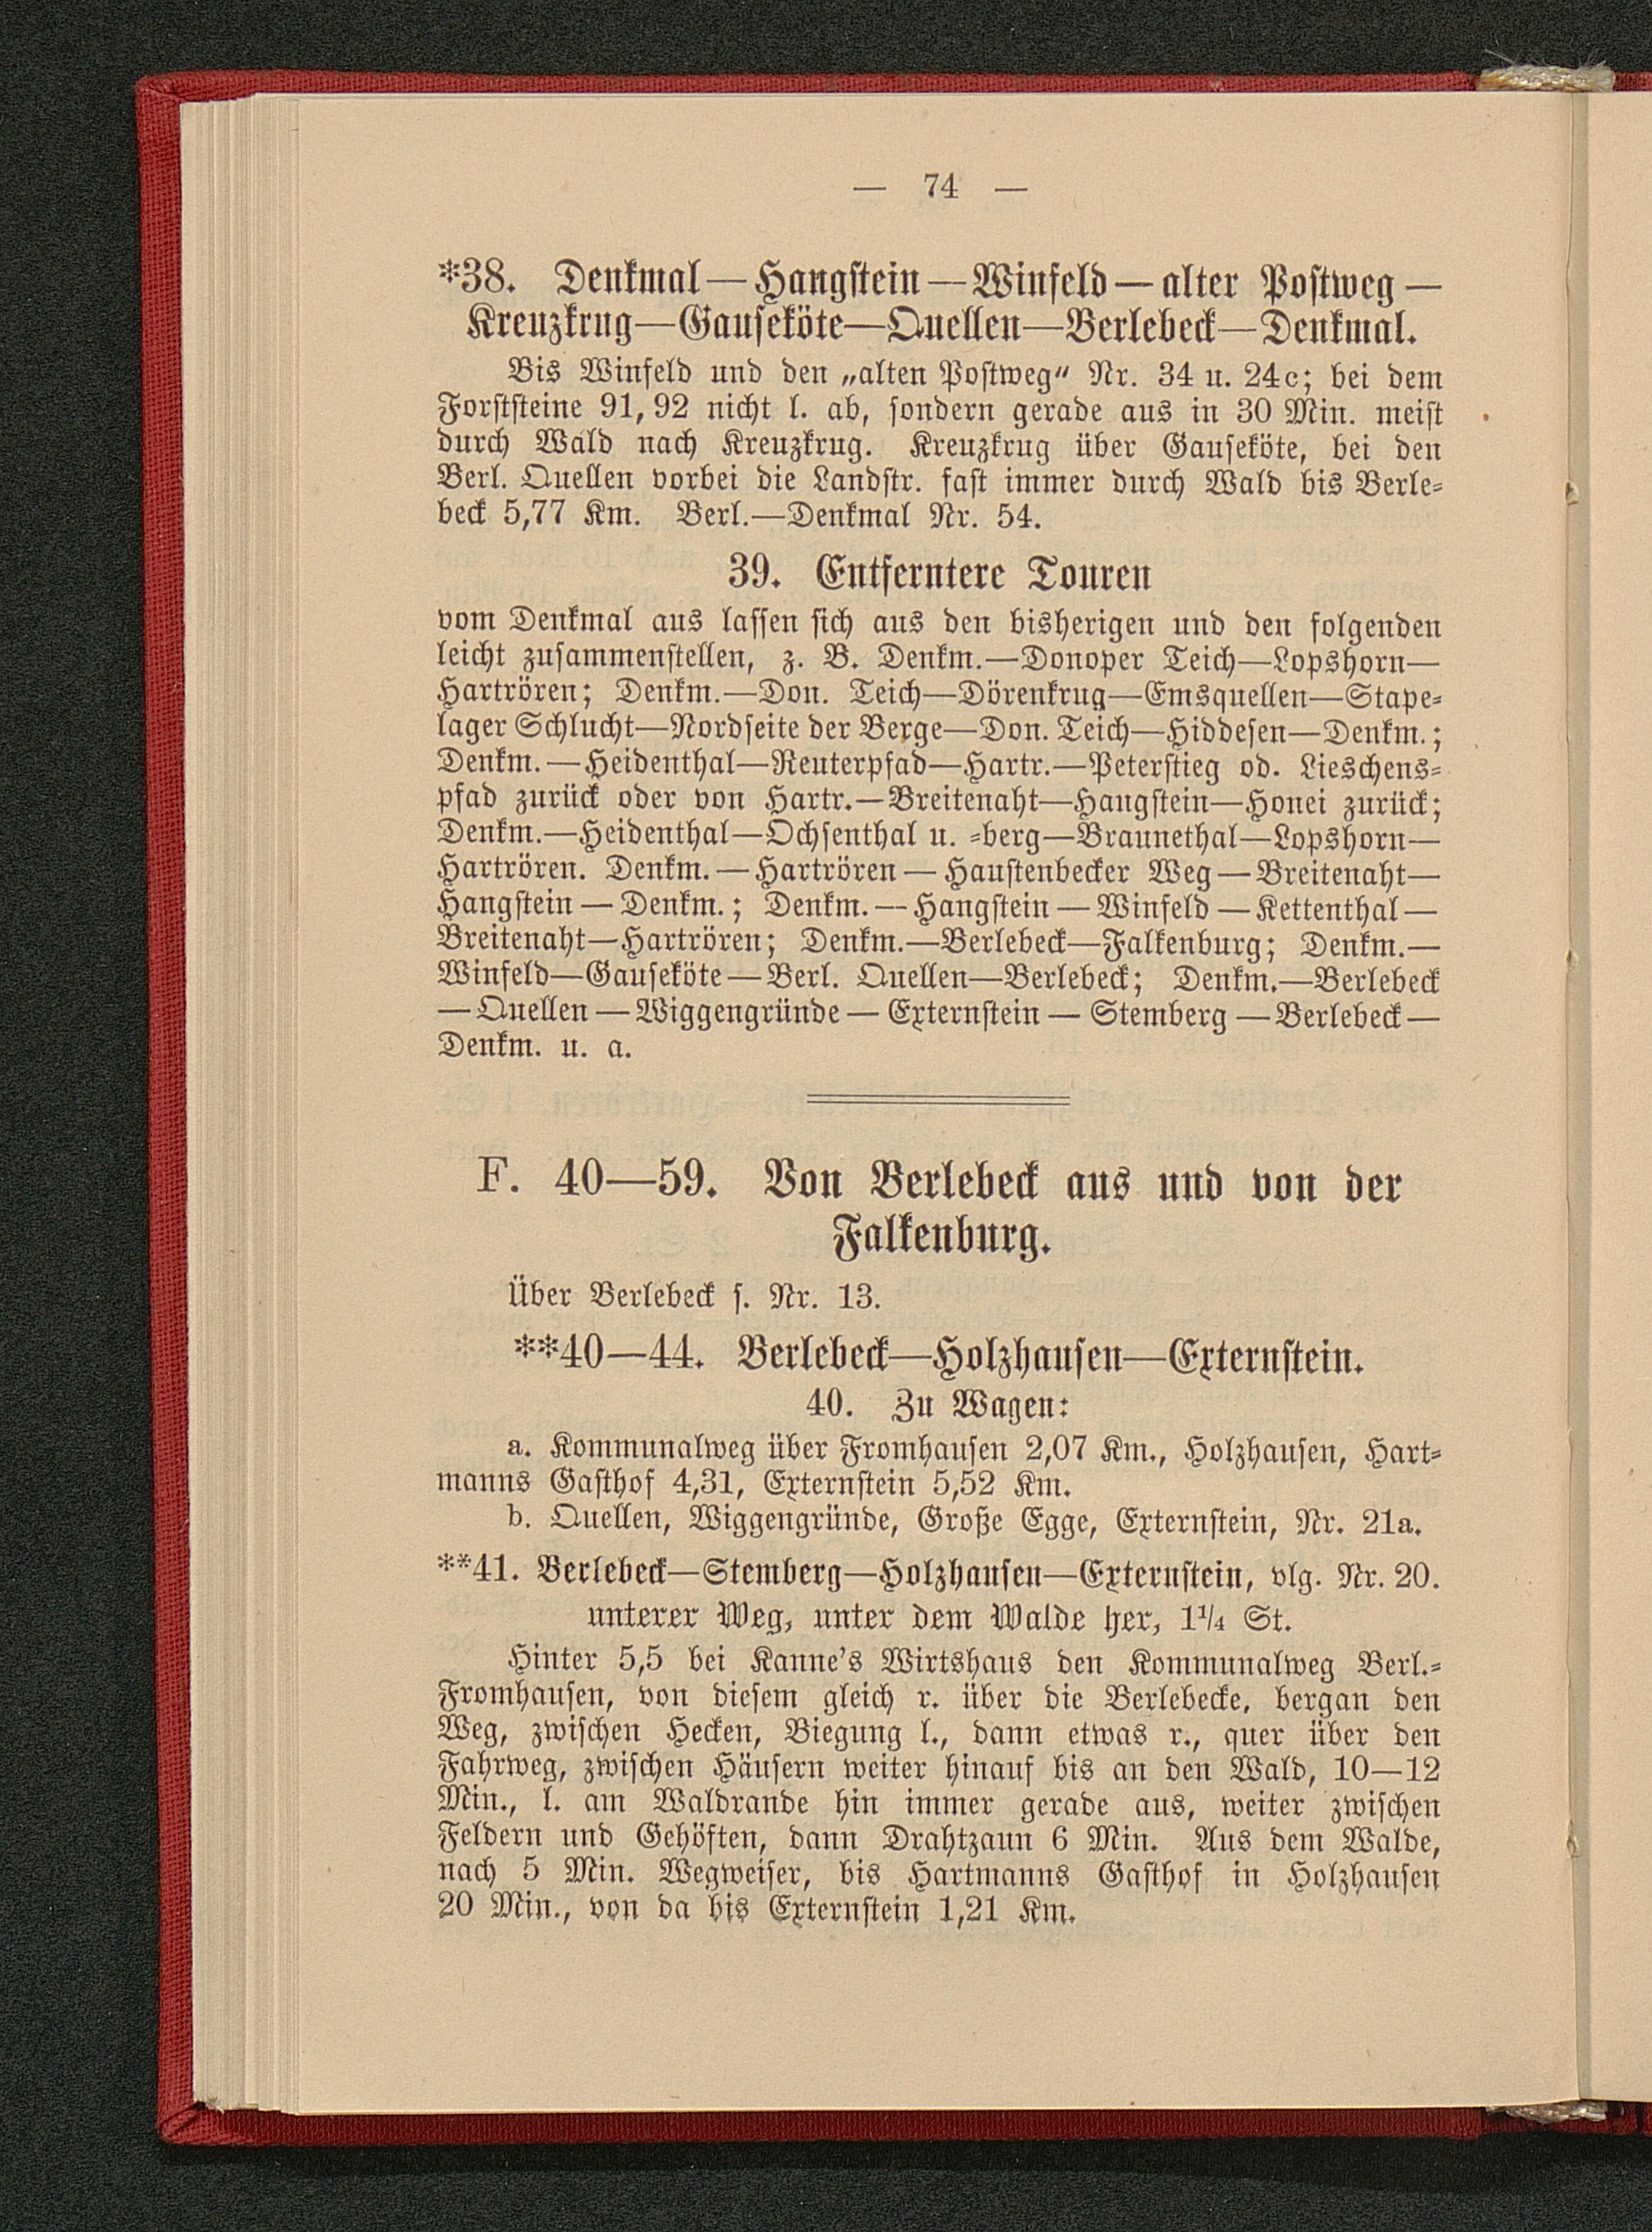 — 74 —
*38. Denkmal—Hangstein—Winfeld—alter Postweg—
Kreuzkrug—Gauseköte—Quellen—Berlebeck—Denkmal.
Bis Winfeld und den „alten Postweg“ Nr. 34 u. 24c; bei dem
Forststeine 91, 92 nicht l. ab, sondern gerade aus in 30 Min. meist
durch Wald nach Kreuzkrug. Kreuzkrug über Gauseköte, bei den
Berl. Quellen vorbei die Landstr. fast immer durch Wald bis Berle-
beck 5,77 Km. Berl.—Denkmal Nr. 54.
39. Entferntere Touren
vom Denkmal aus lassen sich aus den bisherigen und den folgenden
leicht zusammenstellen, z. B. Denkm.—Donoper Teich—Lopshorn—
Hartrören; Denkm.—Don. Teich—Dörenkrug—Emsquellen—Stape-
lager Schlucht—Nordseite der Berge—Don. Teich—Hiddesen—Denkm.;
Denkm.—Heidenthal—Reuterpfad—Hartr.—Peterstieg od. Lieschens-
pfad zurück oder von Hartr.—Breitenaht—Hangstein—Honei zurück;
Denkm.—Heidenthal—Ochsenthal u. -berg—Braunethal—Lopshorn—
Hartrören. Denkm.—Hartrören—Haustenbecker Weg—Breitenaht—
Hangstein—Denkm.; Denkm.—Hangstein—Winfeld—Kettenthal—
Breitenaht—Hartrören; Denkm.—Berlebeck—Falkenburg; Denkm.—
Winfeld—Gauseköte—Berl. Quellen—Berlebeck; Denkm.—Berlebeck
—Quellen—Wiggengründe—Externstein—Stemberg—Berlebeck—
Denkm. u. a.
F. 40—59. Von Berlebeck aus und von der
Falkenburg.
Über Berlebeck s. Nr. 13.
**40—44. Berlebeck—Holzhausen—Externstein.
40. Zu Wagen:
a. Kommunalweg über Fromhausen 2,07 Km., Holzhausen, Hart-
manns Gasthof 4,31, Externstein 5,52 Km.
b. Quellen, Wiggengründe, Große Egge, Externstein, Nr. 21a.
**41. Berlebeck—Stemberg—Holzhausen—Externstein, vlg. Nr. 20.
unterer Weg, unter dem Walde her, 1¼ St.
Hinter 5,5 bei Kanne's Wirtshaus den Kommunalweg Berl.-
Fromhausen, von diesem gleich r. über die Berlebecke, bergan den
Weg, zwischen Hecken, Biegung l., dann etwas r., quer über den
Fahrweg, zwischen Häusern weiter hinauf bis an den Wald, 10—12
Min., l. am Waldrande hin immer gerade aus, weiter zwischen
Feldern und Gehöften, dann Drahtzaun 6 Min. Aus dem Walde,
nach 5 Min. Wegweiser, bis Hartmanns Gasthof in Holzhausen
20 Min., von da bis Externstein 1,21 Km.